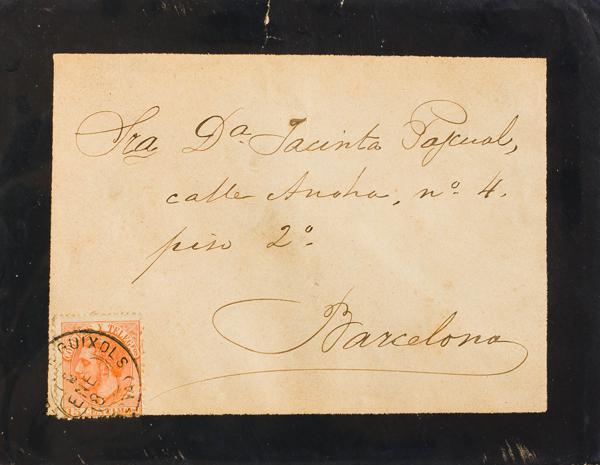 Sra Da. Jacinta Pascual,
calle Ancha, no. 4.
piso 2o.
Barcelona
GUIXOLS